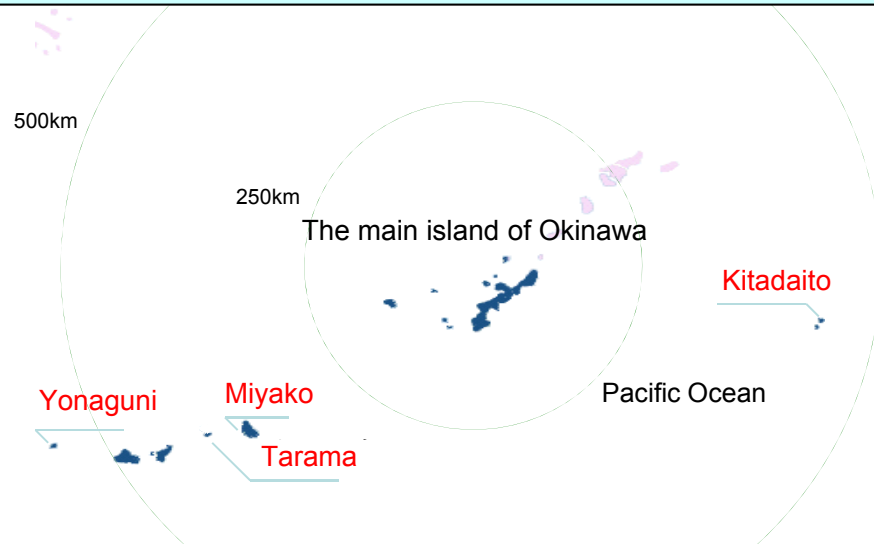 500km
250km
The main island of Okinawa
Kitadaito
Yonaguni
Miyako
Pacific Ocean
Tarama